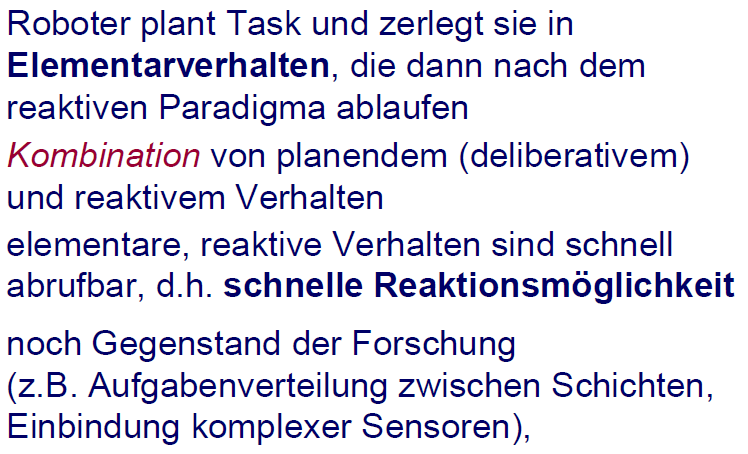 Roboter plant Task und zerlegt sie in
Elementarverhalten, die dann nach dem
reaktiven Paradigma ablaufen
Kombination von planendem (deliberativem)
und reaktivem Verhalten
elementare, reaktive Verhalten sind schnell
abrufbar, d.h. schnelle Reaktionsmöglichkeit
noch Gegenstand der Forschung
(z.B. Aufgabenverteilung zwischen Schichten,
Einbindung komplexer Sensoren),